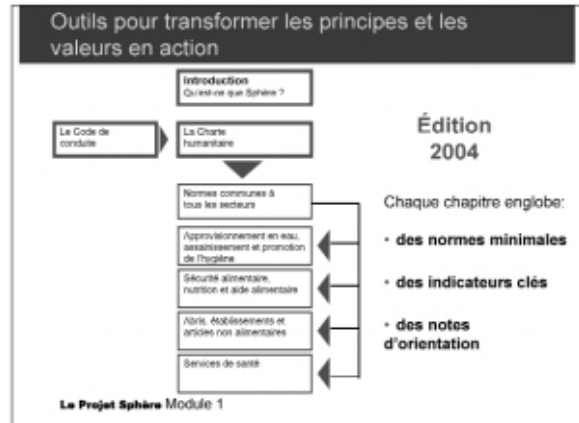 Outils pour transformer les principes et les
valeurs en action
Introduction
Qu'est-ce que Sphère ?
Le Code de
conduite
La Charte
humanitaire
Édition
2004
Normes communes à
tous les secteurs
Chaque chapitre englobe:
Approvisionnement en eau,
assainissement et promotion
de l'hygiène
• des normes minimales
Sécurité alimentaire,
nutrition et aide alimentaire
• des indicateurs clés
Abris, établissements et
articles non alimentaires
• des notes
d'orientation
Services de santé
Le Projet Sphère Module 1